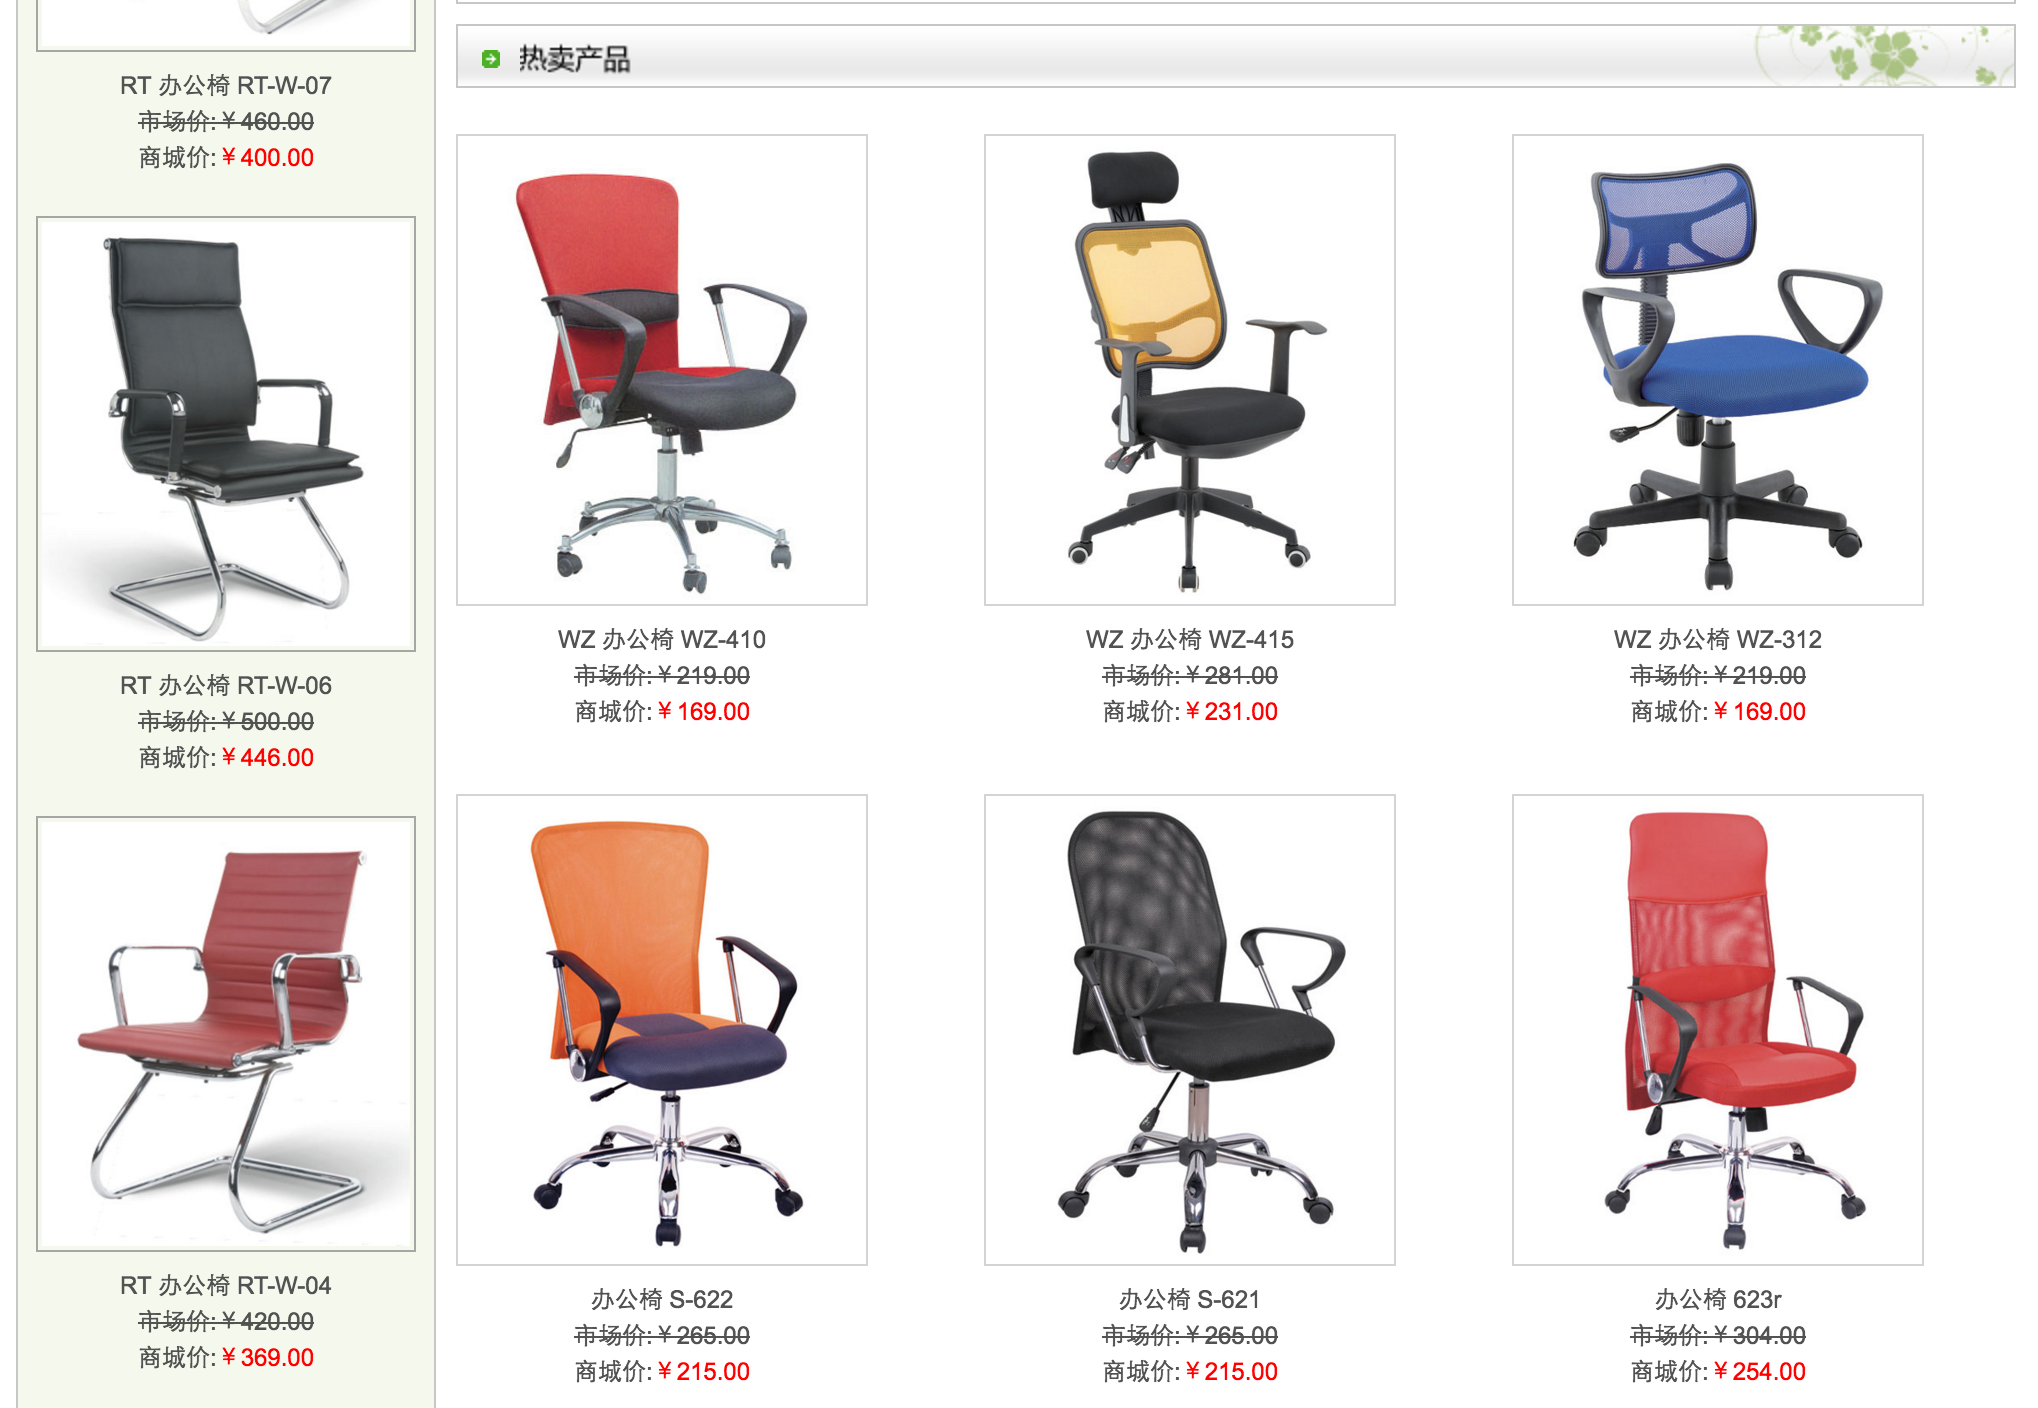 RT 办公椅 RT-W-07
市场价:￥460.00
商城价:￥400.00
RT 办公椅 RT-W-06
市场价:￥500.00
商城价:￥446.00
RT 办公椅 RT-W-04
市场价:￥420.00
商城价:￥369.00
热卖产品
WZ 办公椅 WZ-410
市场价:￥219.00
商城价:￥169.00
WZ 办公椅 WZ-415
市场价:￥281.00
商城价:￥231.00
WZ 办公椅 WZ-312
市场价:￥219.00
商城价:￥169.00
办公椅 S-622
市场价:￥265.00
商城价:￥215.00
办公椅 S-621
市场价:￥265.00
商城价:￥215.00
办公椅 623r
市场价:￥304.00
商城价:￥254.00